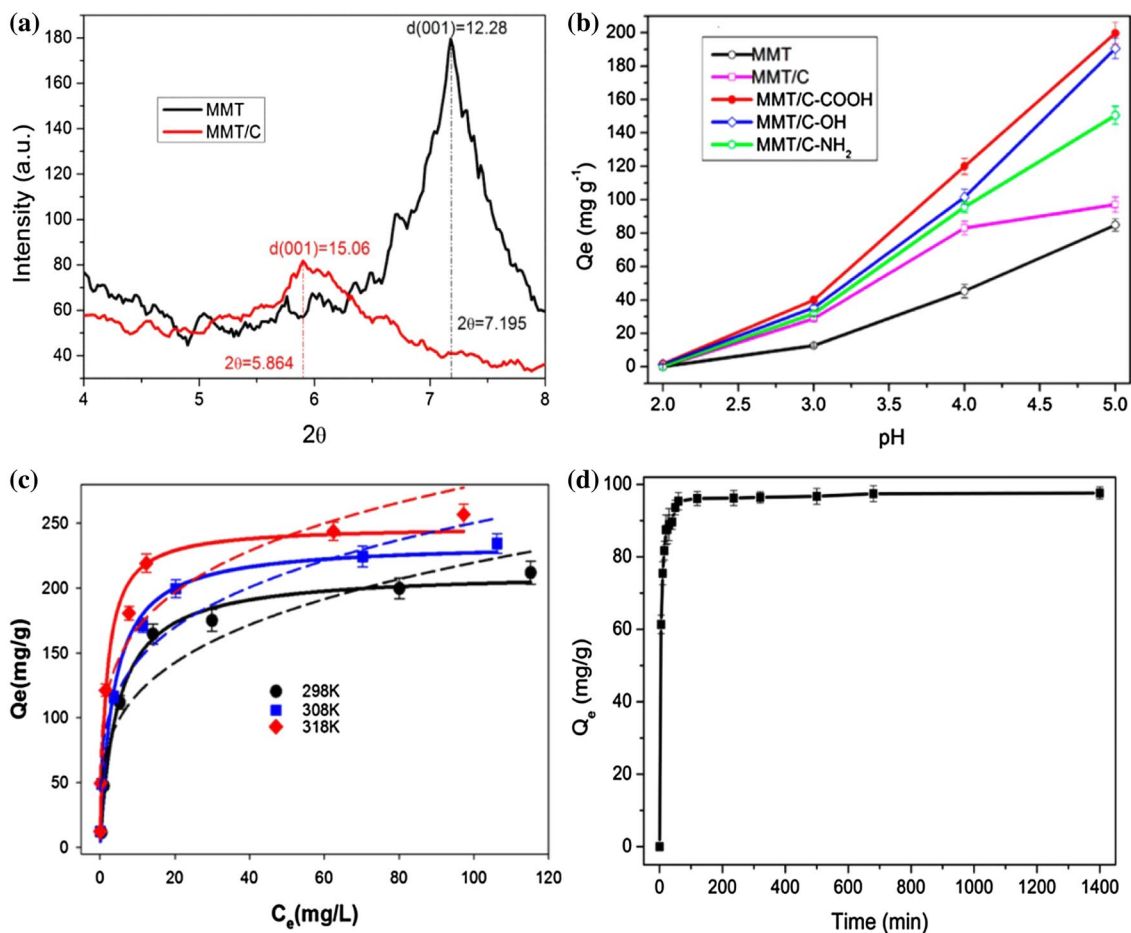 (a)
d(001)=12.28
180
160
140
120
100
80
60
40
Intensity (a.u.)
MMT
MMT/C
d(001)=15.06
2θ=7.195
2θ=5.864
4 5 6 7 8
2θ
(b)
200
180
160
140
120
100
80
60
40
20
0
Qe (mg g⁻¹)
MMT
MMT/C
MMT/C-COOH
MMT/C-OH
MMT/C-NH₂
2.0 2.5 3.0 3.5 4.0 4.5 5.0
pH
(c)
250
200
150
100
50
0
Qe(mg/g)
298K
308K
318K
0 20 40 60 80 100 120
Cₑ(mg/L)
(d)
100
80
60
40
20
0
Qₑ (mg/g)
0 200 400 600 800 1000 1200 1400
Time (min)